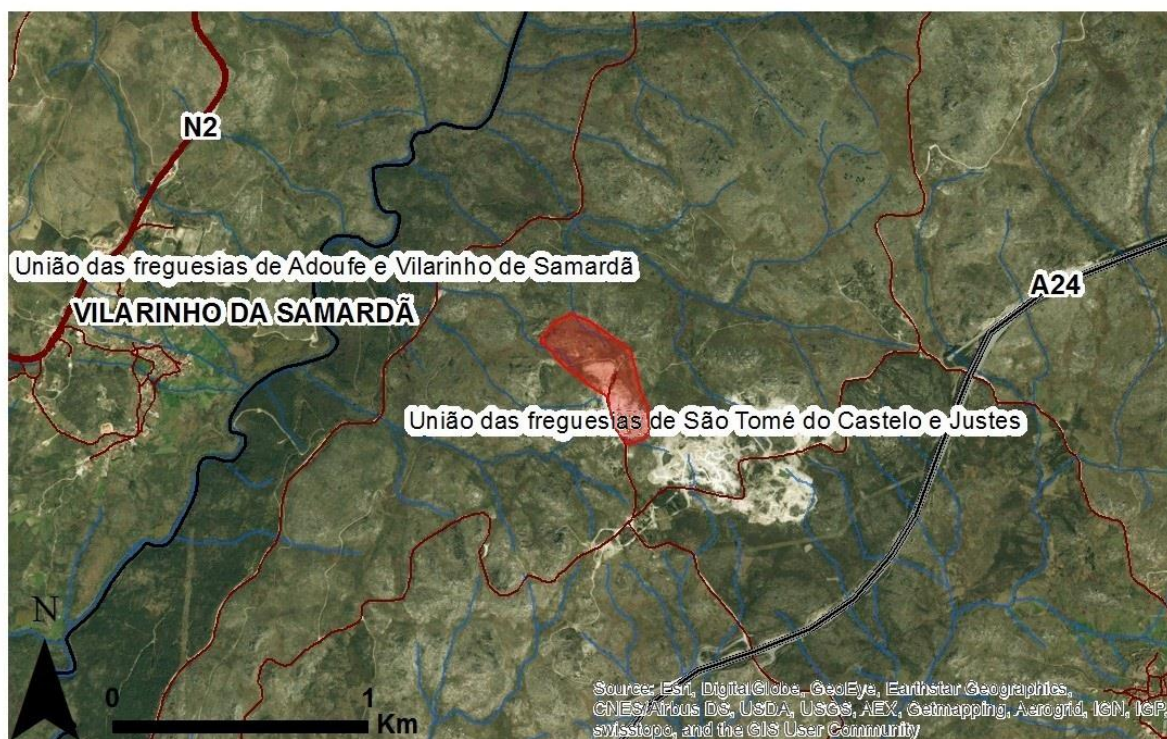 N2
União das freguesias de Adoufe e Vilarinho de Samardã
A24
VILARINHO DA SAMARDÃ
União das freguesias de São Tomé do Castelo e Justes
N
0 1
Km
Source: Esri, DigitalGlobe, GeoEye, Earthstar Geographics,
CNES/Airbus DS, USDA, USGS, AEX, Getmapping, Aerogrid, IGN, IGP,
swisstopo, and the GIS User Community